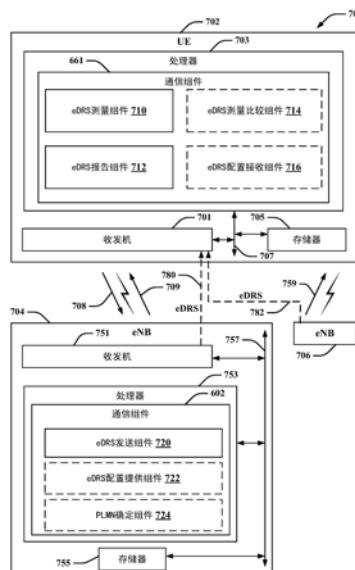 70
702
UE
703
处理器
661
通信组件
eDRS测量组件 710
eDRS测量比较组件 714
eDRS报告组件 712
eDRS配置接收组件 716
701
705
收发机
存储器
780
707
708
709
759
eDRS
eDRS
782
704
eNB
751
757
eNB
收发机
706
753
处理器
602
通信组件
eDRS发送组件 720
eDRS配置提供组件 722
PLMN确定组件 724
755
存储器